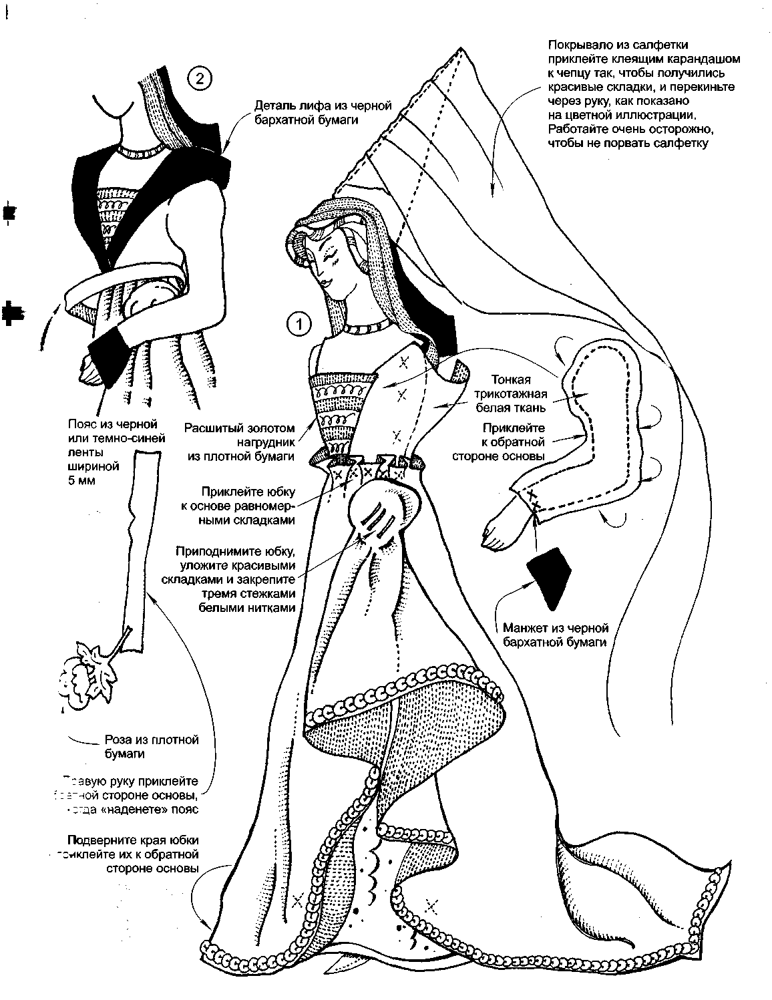 2
Деталь лифа из черной
бархатной бумаги
Покрывало из салфетки
приклейте клеящим карандашом
к чепцу так, чтобы получились
красивые складки, и перекиньте
через руку, как показано
на цветной иллюстрации.
Работайте очень осторожно,
чтобы не порвать салфетку
1
Тонкая
трикотажная
белая ткань
Приклейте
к обратной
стороне основы
Пояс из черной
или темно-синей
ленты
шириной
5 мм
Расшитый золотом
нагрудник
из плотной бумаги
Приклейте юбку
к основе равномер-
ными складками
Приподнимите юбку,
уложите красивыми
складками и закрепите
тремя стежками
белыми нитками
Манжет из черной
бархатной бумаги
Роза из плотной
бумаги
руку приклейте
стороне основы,
«наденете» пояс
Подверните края юбки
их к обратной
стороне основы